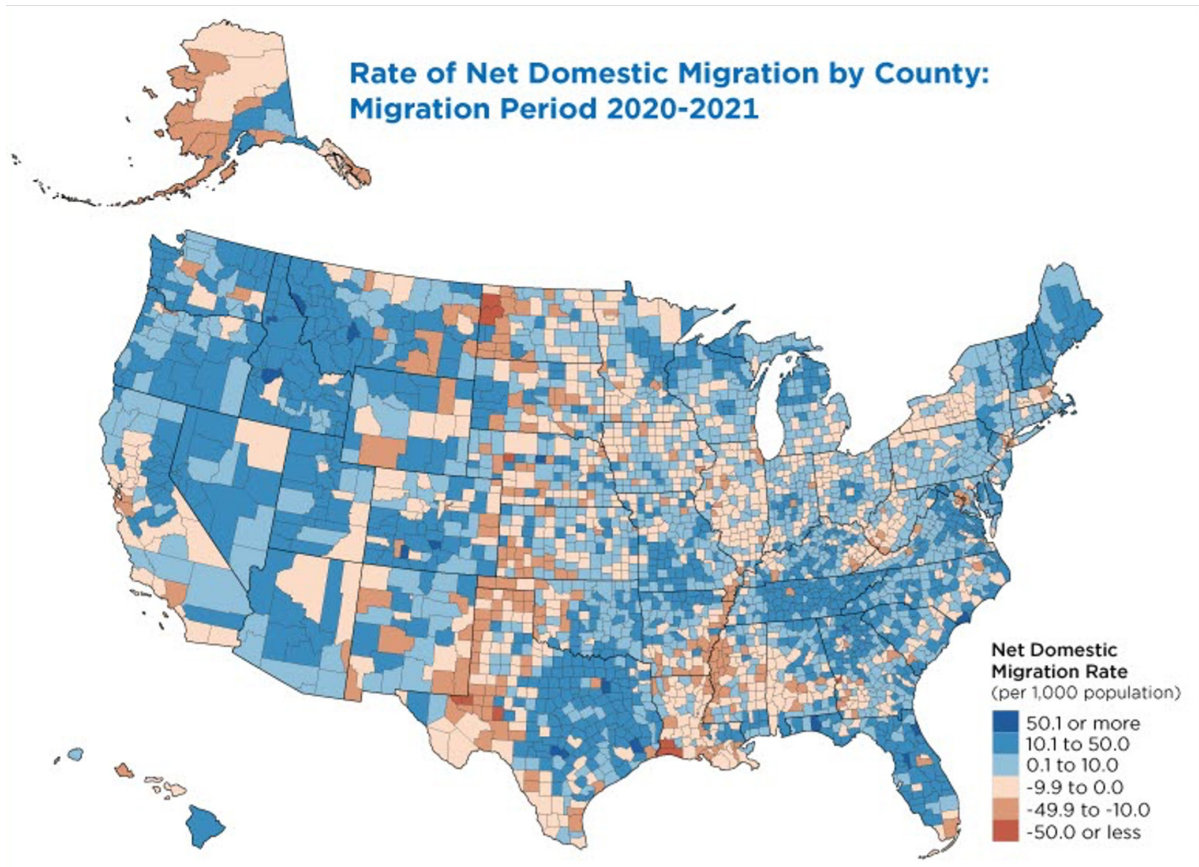 Rate of Net Domestic Migration by County:
Migration Period 2020-2021
Net Domestic
Migration Rate
(per 1,000 population)
50.1 or more
10.1 to 50.0
0.1 to 10.0
-9.9 to 0.0
-49.9 to -10.0
-50.0 or less